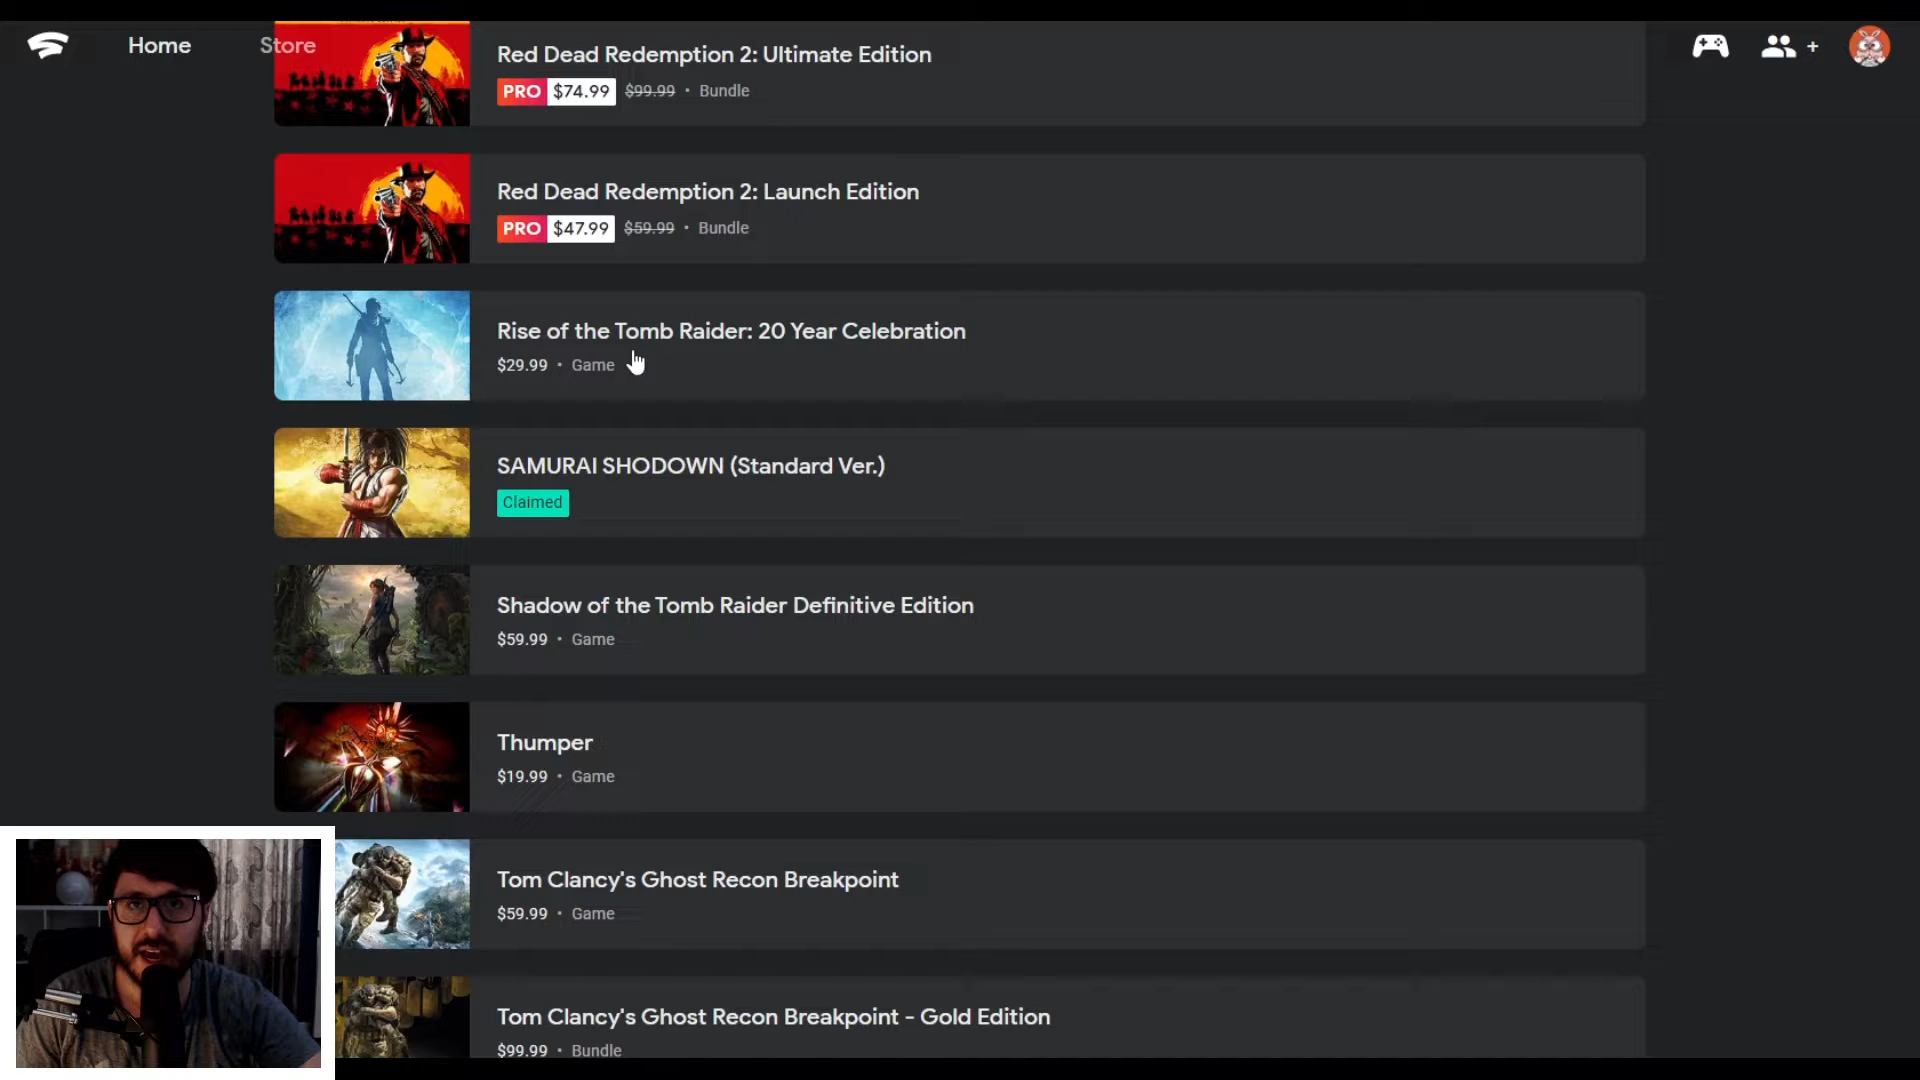 Home
Store
+
Red Dead Redemption 2: Ultimate Edition
PRO $74.99 $99.99 • Bundle
Red Dead Redemption 2: Launch Edition
PRO $47.99 $59.99 • Bundle
Rise of the Tomb Raider: 20 Year Celebration
$29.99 • Game
SAMURAI SHODOWN (Standard Ver.)
Claimed
Shadow of the Tomb Raider Definitive Edition
$59.99 • Game
Thumper
$19.99 • Game
Tom Clancy's Ghost Recon Breakpoint
$59.99 • Game
Tom Clancy's Ghost Recon Breakpoint - Gold Edition
$99.99 • Bundle